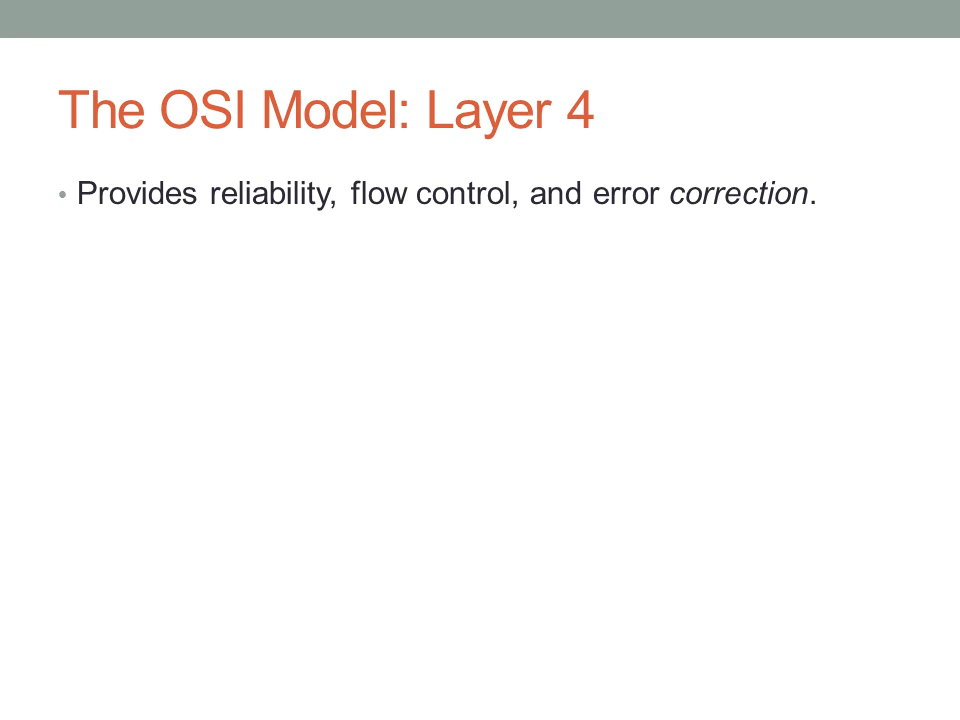 The OSI Model: Layer 4
• Provides reliability, flow control, and error correction.